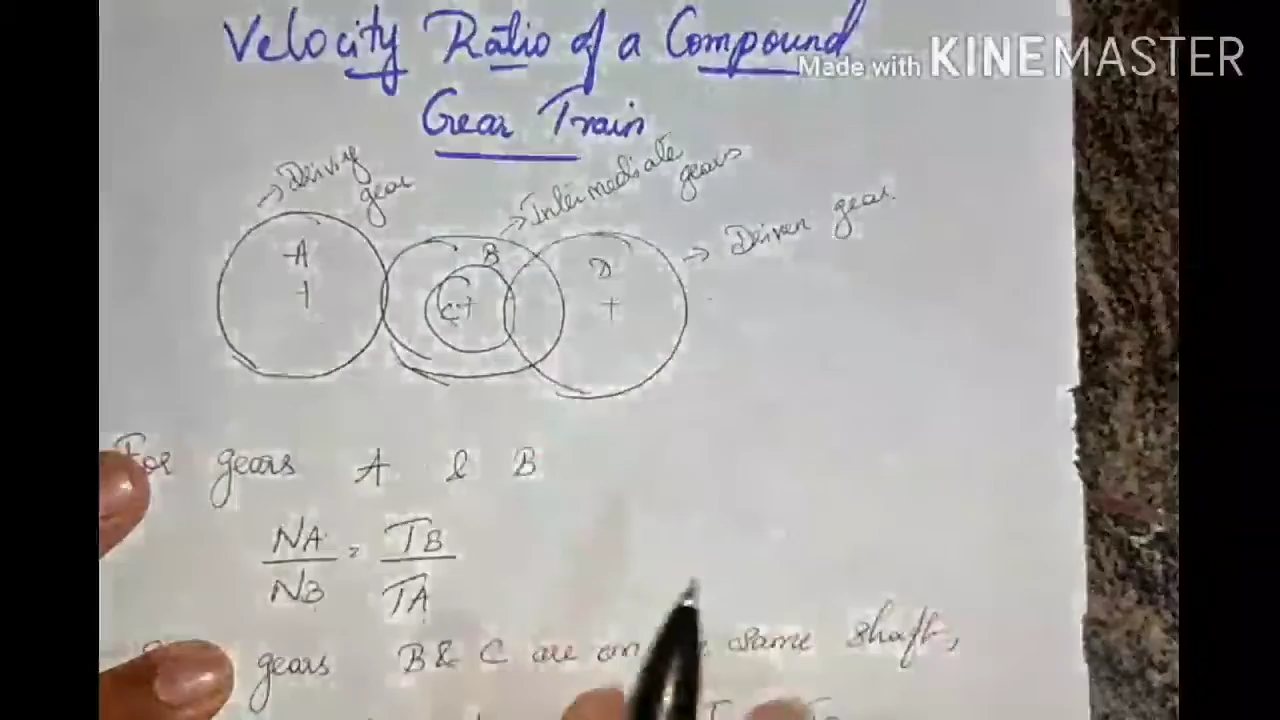 Velocity Ratio of a Compound
Gear Train
Made with KINEMASTER
→ Driving gear
→ Intermediate gears
→ Driven gear
A
B
C
D
For gears A & B
NA = TB
NB TA
gears B & C are on same shaft,